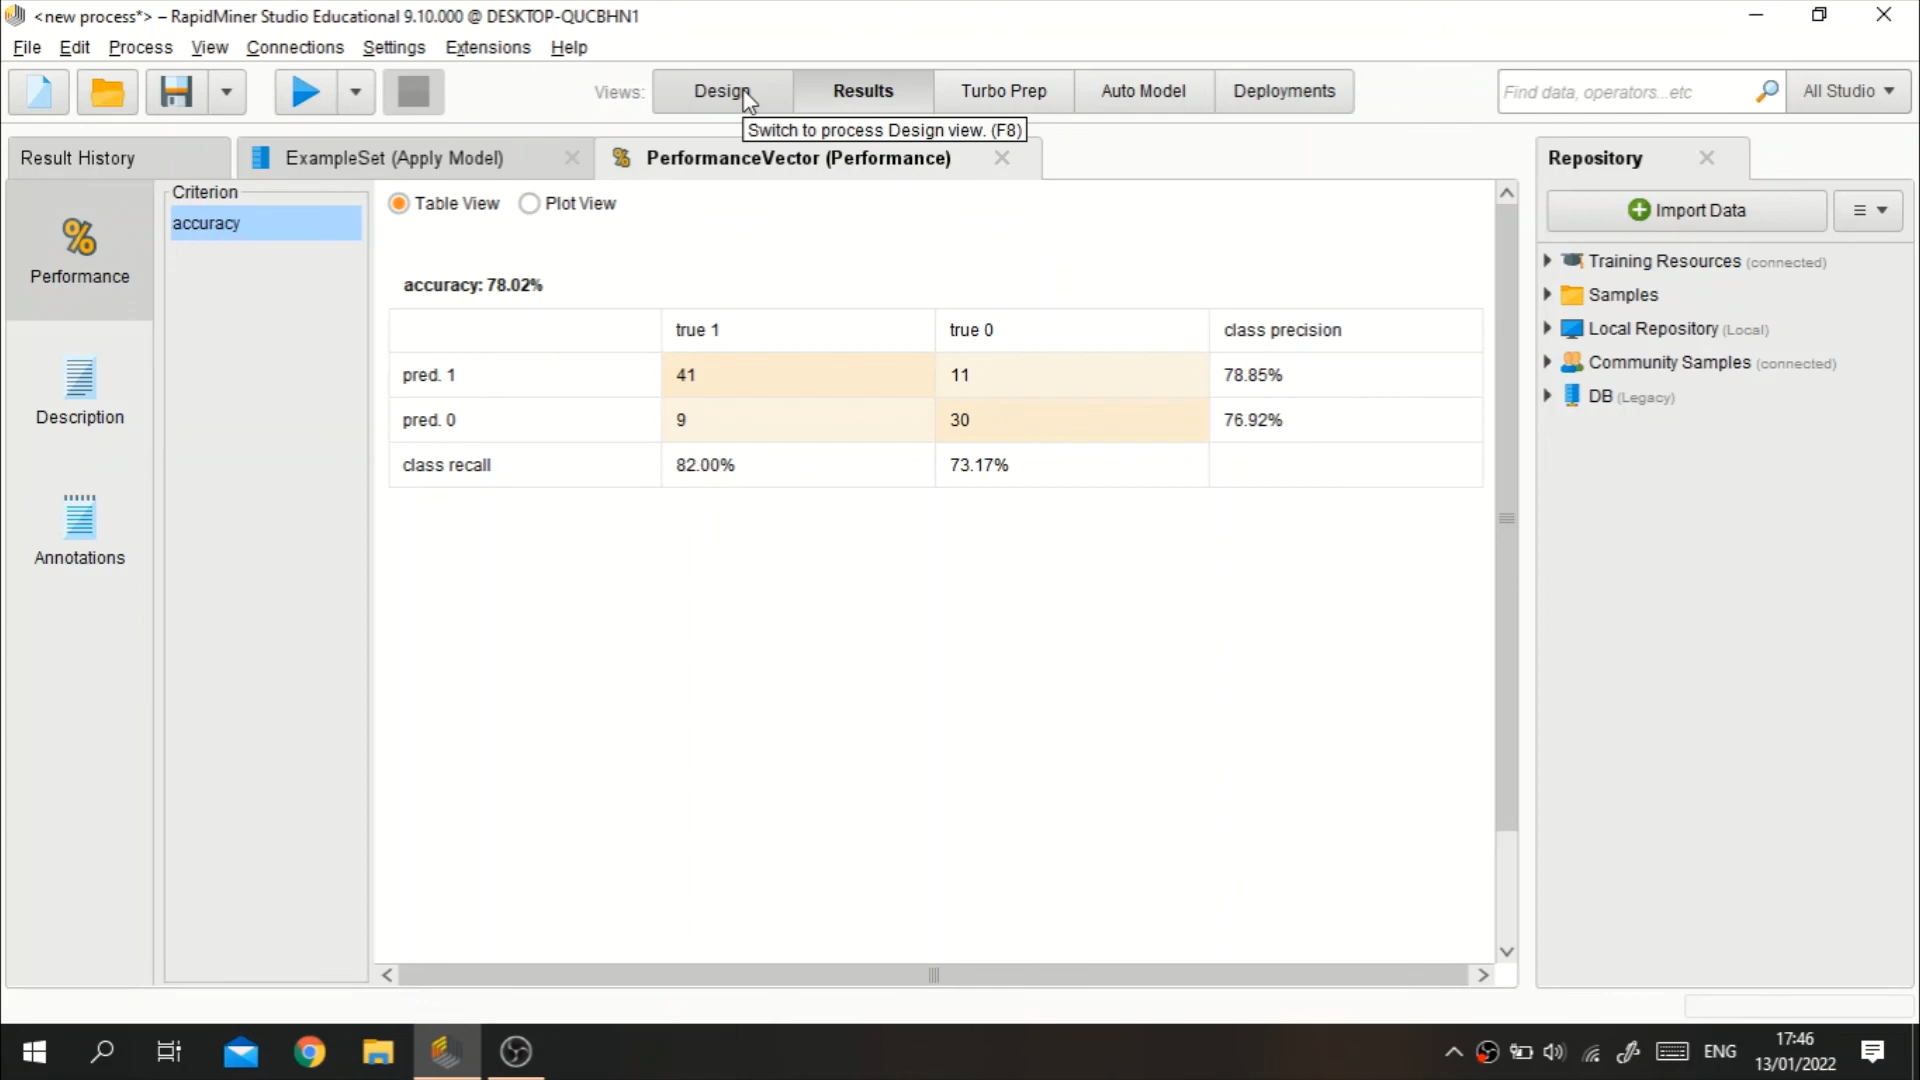 <new process*> – RapidMiner Studio Educational 9.10.000 @ DESKTOP-QUCBHN1
File Edit Process View Connections Settings Extensions Help
Views: Design Results Turbo Prep Auto Model Deployments
Find data, operators...etc
All Studio
Switch to process Design view. (F8)
Result History
ExampleSet (Apply Model)
PerformanceVector (Performance)
Repository
Performance
Description
Annotations
Criterion
accuracy
Table View Plot View
accuracy: 78.02%
true 1 true 0 class precision
pred. 1 41 11 78.85%
pred. 0 9 30 76.92%
class recall 82.00% 73.17%
Import Data
Training Resources (connected)
Samples
Local Repository (Local)
Community Samples (connected)
DB (Legacy)
ENG
17:46
13/01/2022